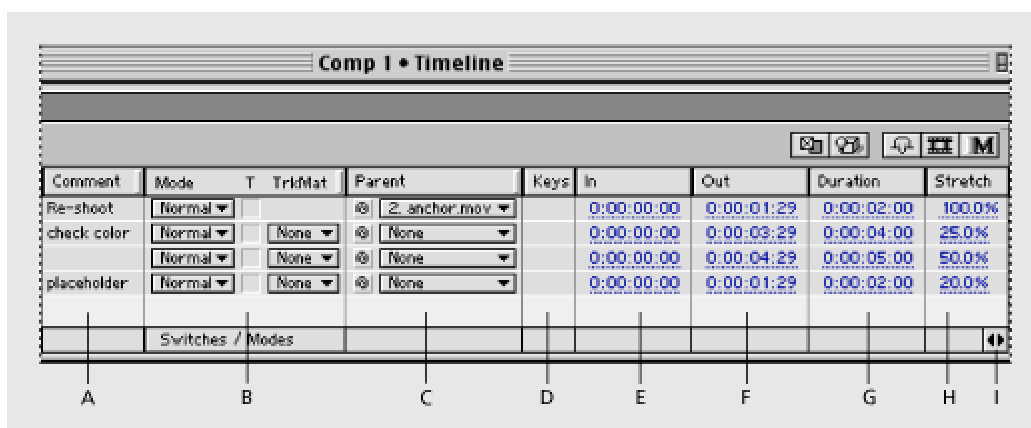 Comp 1 • Timeline
M
Comment Mode T TrkMat Parent Keys In Out Duration Stretch
Re-shoot Normal 2. anchor.mov 0:00:00:00 0:00:01:29 0:00:02:00 100.0%
check color Normal None None 0:00:00:00 0:00:03:29 0:00:04:00 25.0%
Normal None None 0:00:00:00 0:00:04:29 0:00:05:00 50.0%
placeholder Normal None None 0:00:00:00 0:00:01:29 0:00:02:00 20.0%
Switches / Modes
A B C D E F G H I